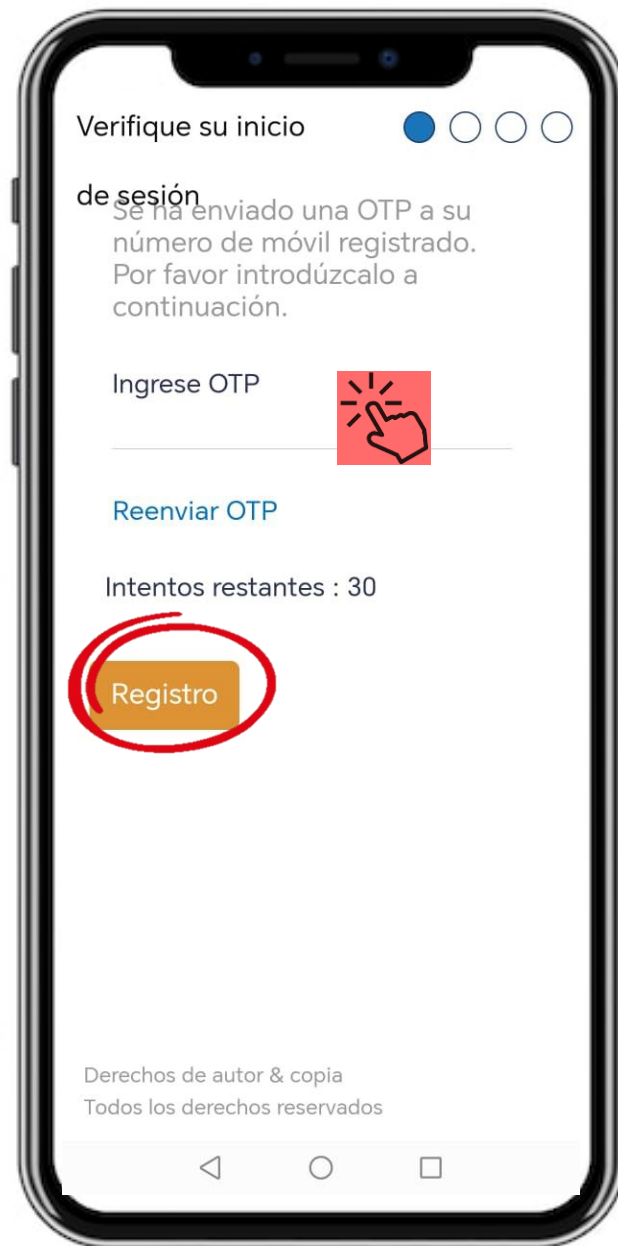 Verifique su inicio
de sesión
Se ha enviado una OTP a su
número de móvil registrado.
Por favor introdúzcalo a
continuación.
Ingrese OTP
Reenviar OTP
Intentos restantes : 30
Registro
Derechos de autor & copia
Todos los derechos reservados